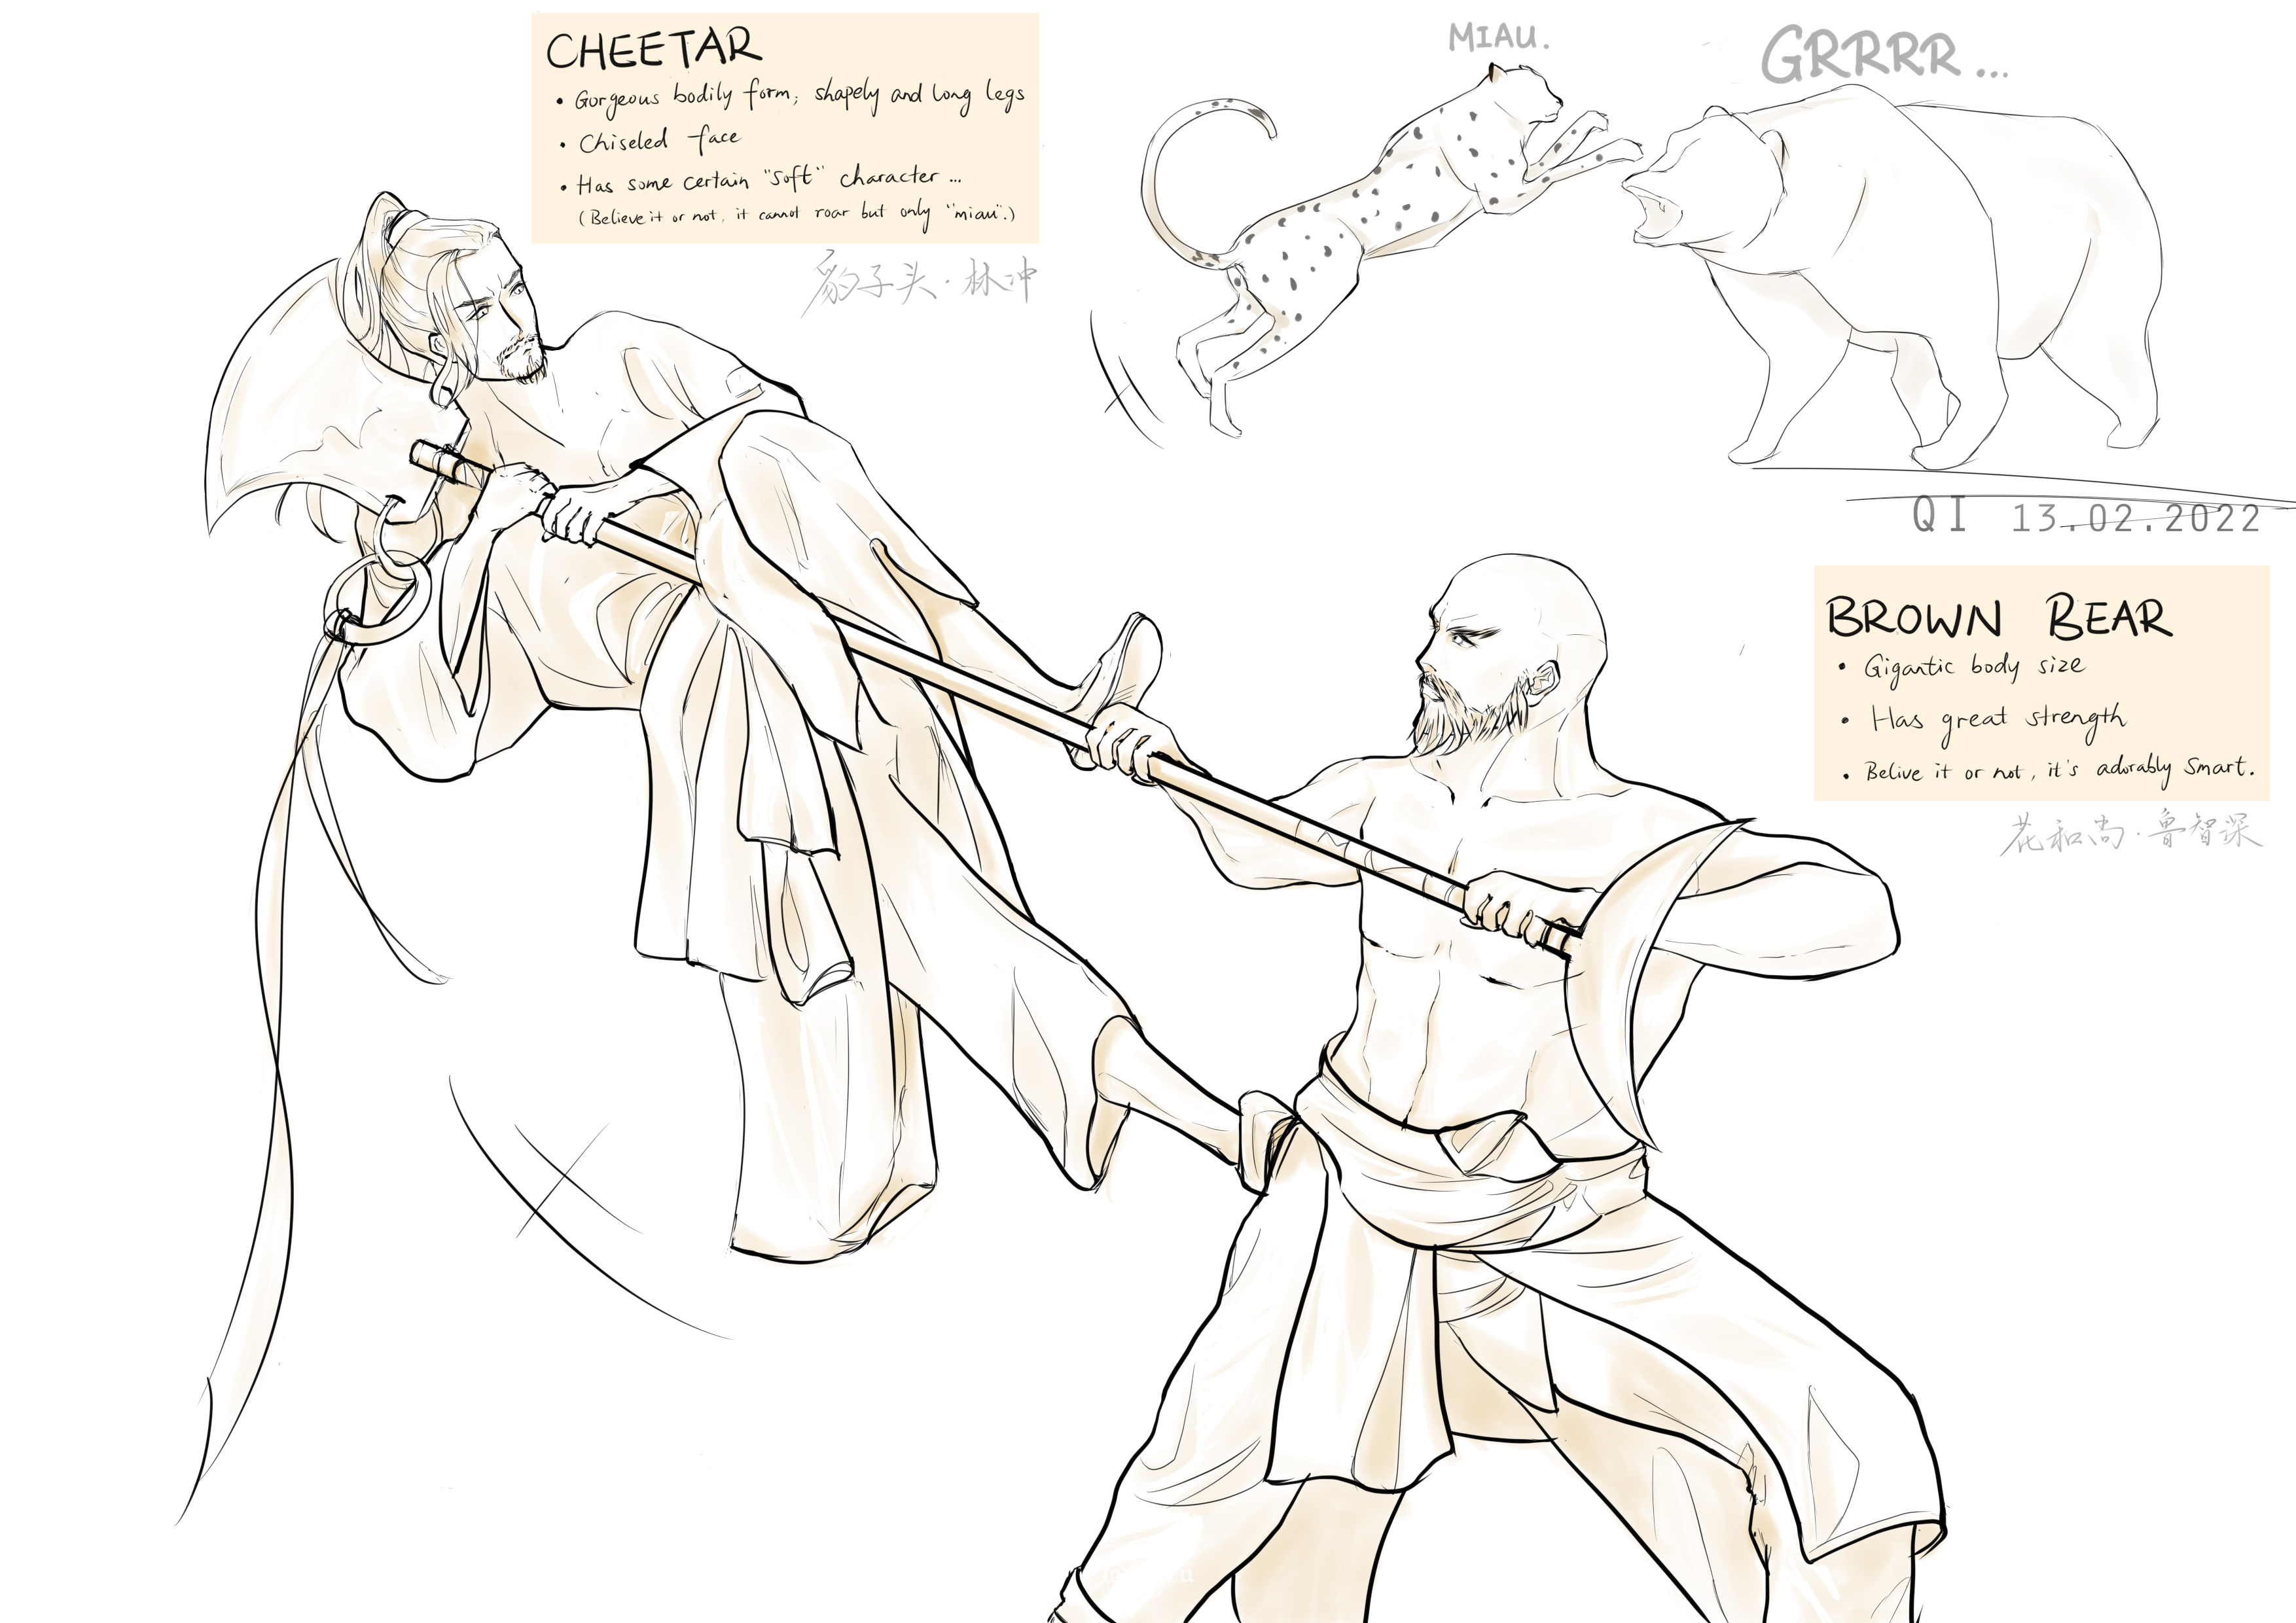 CHEETAR
• Gorgeous bodily form; shapely and long legs
• Chiseled face
• Has some certain "soft" character ...
(Believe it or not, it cannot roar but only "miau".)
豹子头·林冲
MIAU.
GRRRR...
QI 13.02.2022
BROWN BEAR
• Gigantic body size
• Has great strength
• Belive it or not, it's adorably smart.
花和尚·鲁智深